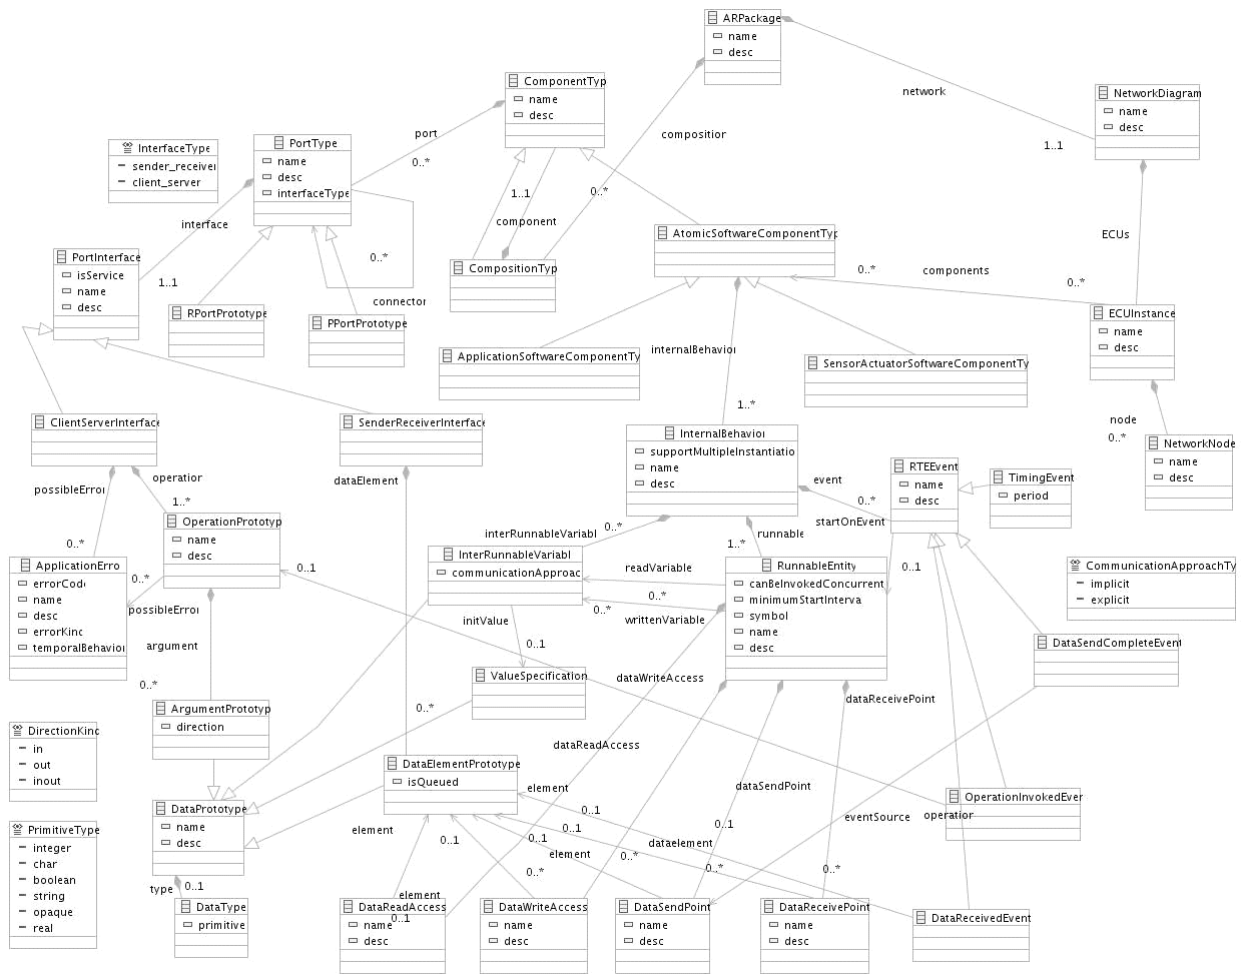 ARPackage
name
desc
network
NetworkDiagram
name
desc
1..1
ComponentTyp
name
desc
port
0..*
compositior
0..*
InterfaceType
sender_receiver
client_server
PortType
name
desc
interfaceType
0..*
connector
interface
1..1
PortInterface
isService
name
desc
RPortPrototype
PPortPrototype
1..1
component
CompositionTyp
AtomicSoftwareComponentTyp
0..*
components
0..*
ECUs
ECUInstance
name
desc
ApplicationSoftwareComponentTy
internalBehavior
1..*
SensorActuatorSoftwareComponentTy
node
0..*
NetworkNode
name
desc
ClientServerInterface
SenderReceiverInterface
possibleError
0..*
operatior
1..*
dataElement
InternalBehavior
supportMultipleInstantiatio
name
desc
event
0..*
startOnEvent
0..1
RTEEvent
name
desc
TimingEvent
period
OperationPrototyp
name
desc
0..1
interRunnableVariabl
0..*
runnable
1..*
ApplicationErro
errorCode
name
desc
errorKind
temporalBehavior
0..*
possibleError
InterRunnableVariabl
communicationApproac
readVariable
0..*
0..*
writtenVariable
RunnableEntity
canBeInvokedConcurrent
minimumStartInterva
symbol
name
desc
CommunicationApproachTy
implicit
explicit
argument
0..*
initValue
0..1
ValueSpecification
DataSendCompleteEvent
dataWriteAccess
dataReceivePoint
0..*
ArgumentPrototyp
direction
DirectionKind
in
out
inout
dataReadAccess
DataElementPrototype
isQueued
dataSendPoint
OperationInvokedEver
DataPrototype
name
desc
PrimitiveType
integer
char
boolean
string
opaque
real
element
0..1
element
0..1
element
0..1
0..1
dataelement
0..1
eventSource
operatior
0..*
0..*
0..*
0..*
type
0..1
DataType
primitive
element
0..1
DataReadAccess
name
desc
DataWriteAccess
name
desc
DataSendPoint
name
desc
DataReceivePoint
name
desc
DataReceivedEvent